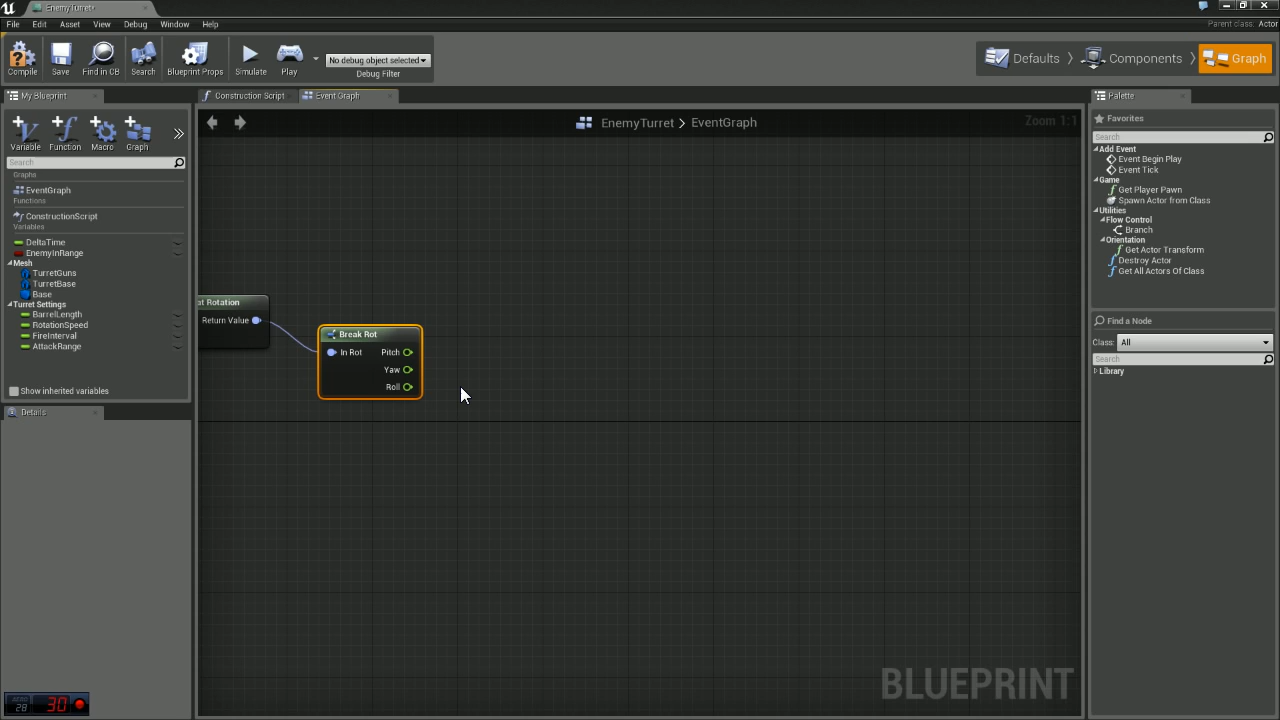 EnemyTurret*
File Edit Asset View Debug Window Help
Parent class: Actor
Compile Save Find in CB Search Blueprint Props Simulate Play
No debug object selected
Debug Filter
Defaults Components Graph
My Blueprint
Variable Function Macro Graph
Search
Graphs
EventGraph
Functions
ConstructionScript
Variables
DeltaTime
EnemyInRange
Mesh
TurretGuns
TurretBase
Base
Turret Settings
BarrelLength
RotationSpeed
FireInterval
AttackRange
Show inherited variables
Details
28
30
Construction Script Event Graph
EnemyTurret > EventGraph
Zoom 1:1
at Rotation
Return Value
Break Rot
In Rot Pitch
Yaw
Roll
BLUEPRINT
Palette
Favorites
Search
Add Event
Event Begin Play
Event Tick
Game
Get Player Pawn
Spawn Actor from Class
Utilities
Flow Control
Branch
Orientation
Get Actor Transform
Destroy Actor
Get All Actors Of Class
Find a Node
Class: All
Search
Library